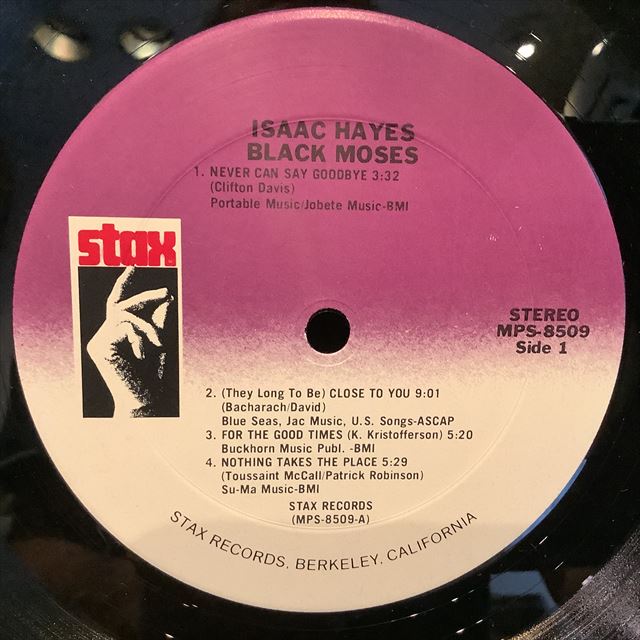 ISAAC HAYES
BLACK MOSES
1. NEVER CAN SAY GOODBYE 3:32
(Clifton Davis)
Portable Music/Jobete Music-BMI
stax
STEREO
MPS-8509
Side 1
2. (They Long To Be) CLOSE TO YOU 9:01
(Bacharach/David)
Blue Seas, Jac Music, U.S. Songs-ASCAP
3. FOR THE GOOD TIMES (K. Kristofferson) 5:20
Buckhorn Music Publ. -BMI
4. NOTHING TAKES THE PLACE 5:29
(Toussaint McCall/Patrick Robinson)
Su-Ma Music-BMI
STAX RECORDS
(MPS-8509-A)
STAX RECORDS, BERKELEY, CALIFORNIA